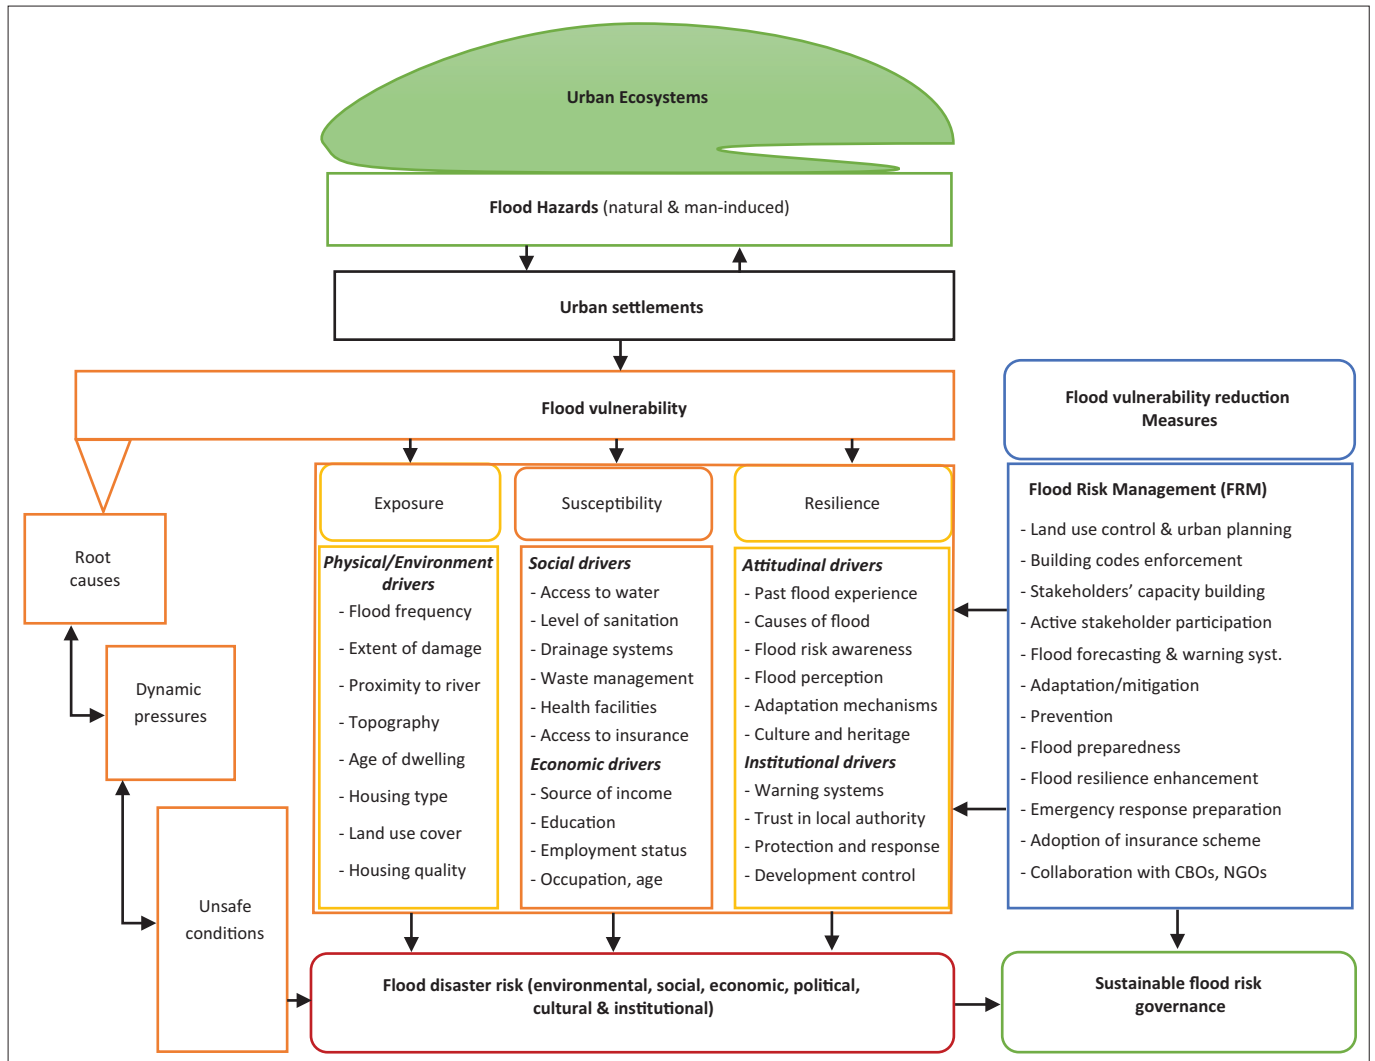 Urban Ecosystems
Flood Hazards (natural & man-induced)
Urban settlements
Flood vulnerability
Root
causes
Dynamic
pressures
Unsafe
conditions
Exposure
Physical/Environment
drivers
- Flood frequency
- Extent of damage
- Proximity to river
- Topography
- Age of dwelling
- Housing type
- Land use cover
- Housing quality
Susceptibility
Social drivers
- Access to water
- Level of sanitation
- Drainage systems
- Waste management
- Health facilities
- Access to insurance
Economic drivers
- Source of income
- Education
- Employment status
- Occupation, age
Resilience
Attitudinal drivers
- Past flood experience
- Causes of flood
- Flood risk awareness
- Flood perception
- Adaptation mechanisms
- Culture and heritage
Institutional drivers
- Warning systems
- Trust in local authority
- Protection and response
- Development control
Flood vulnerability reduction
Measures
Flood Risk Management (FRM)
- Land use control & urban planning
- Building codes enforcement
- Stakeholders’ capacity building
- Active stakeholder participation
- Flood forecasting & warning syst.
- Adaptation/mitigation
- Prevention
- Flood preparedness
- Flood resilience enhancement
- Emergency response preparation
- Adoption of insurance scheme
- Collaboration with CBOs, NGOs
Flood disaster risk (environmental, social, economic, political,
cultural & institutional)
Sustainable flood risk
governance